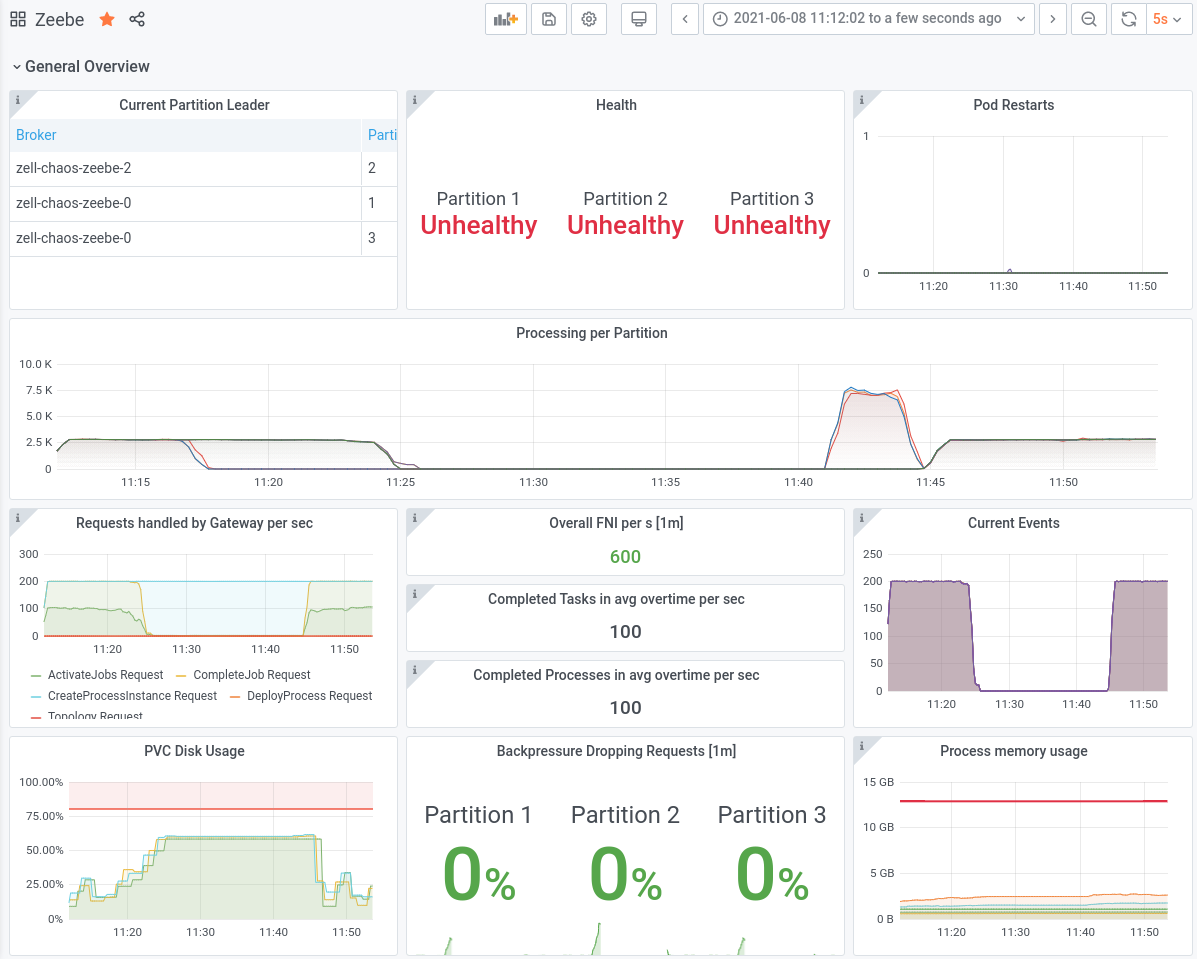 Zeebe
2021-06-08 11:12:02 to a few seconds ago
5s
General Overview
Current Partition Leader
Broker Parti
zell-chaos-zeebe-2 2
zell-chaos-zeebe-0 1
zell-chaos-zeebe-0 3
Health
Partition 1 Partition 2 Partition 3
Unhealthy Unhealthy Unhealthy
Pod Restarts
1
0
11:20 11:30 11:40 11:50
Processing per Partition
10.0 K
7.5 K
5.0 K
2.5 K
0
11:15 11:20 11:25 11:30 11:35 11:40 11:45 11:50
Requests handled by Gateway per sec
300
200
100
0
11:20 11:30 11:40 11:50
ActivateJobs Request CompleteJob Request
CreateProcessInstance Request DeployProcess Request
Topology Request
Overall FNI per s [1m]
600
Completed Tasks in avg overtime per sec
100
Completed Processes in avg overtime per sec
100
Current Events
250
200
150
100
50
0
11:20 11:30 11:40 11:50
PVC Disk Usage
100.00%
75.00%
50.00%
25.00%
0%
11:20 11:30 11:40 11:50
Backpressure Dropping Requests [1m]
Partition 1 Partition 2 Partition 3
0% 0% 0%
Process memory usage
15 GB
10 GB
5 GB
0 B
11:20 11:30 11:40 11:50